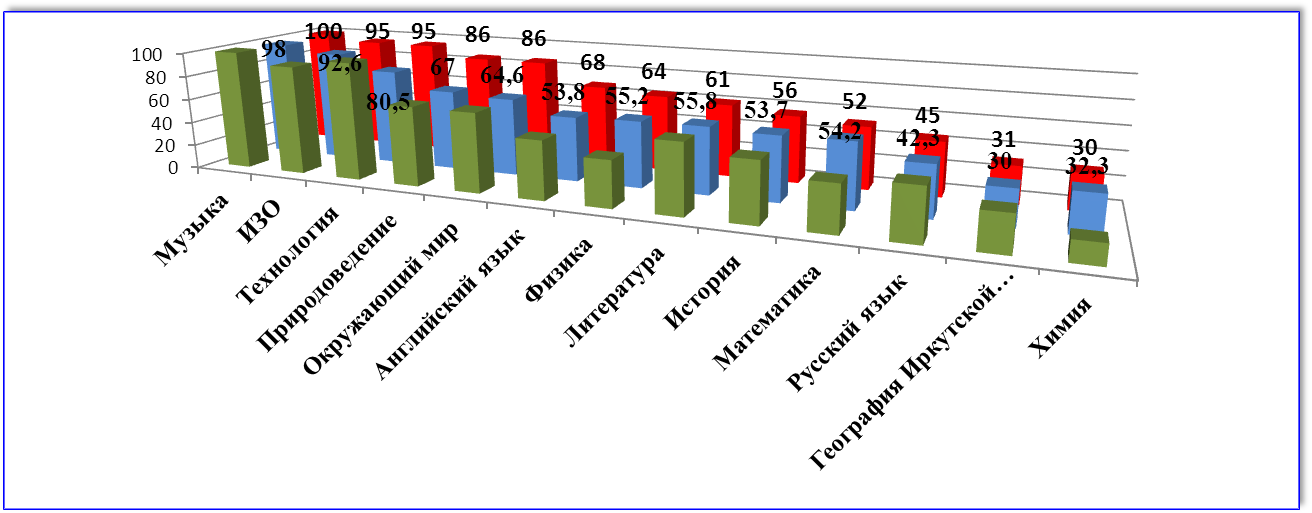 100
80
60
40
20
0
98
92,6
80,5
67
64,6
53,8
55,2
55,8
53,7
54,2
42,3
30
32,3
100
95
95
86
86
68
64
61
56
52
45
31
30
Музыка
ИЗО
Технология
Природоведение
Окружающий мир
Английский язык
Физика
Литература
История
Математика
Русский язык
География Иркутской…
Химия